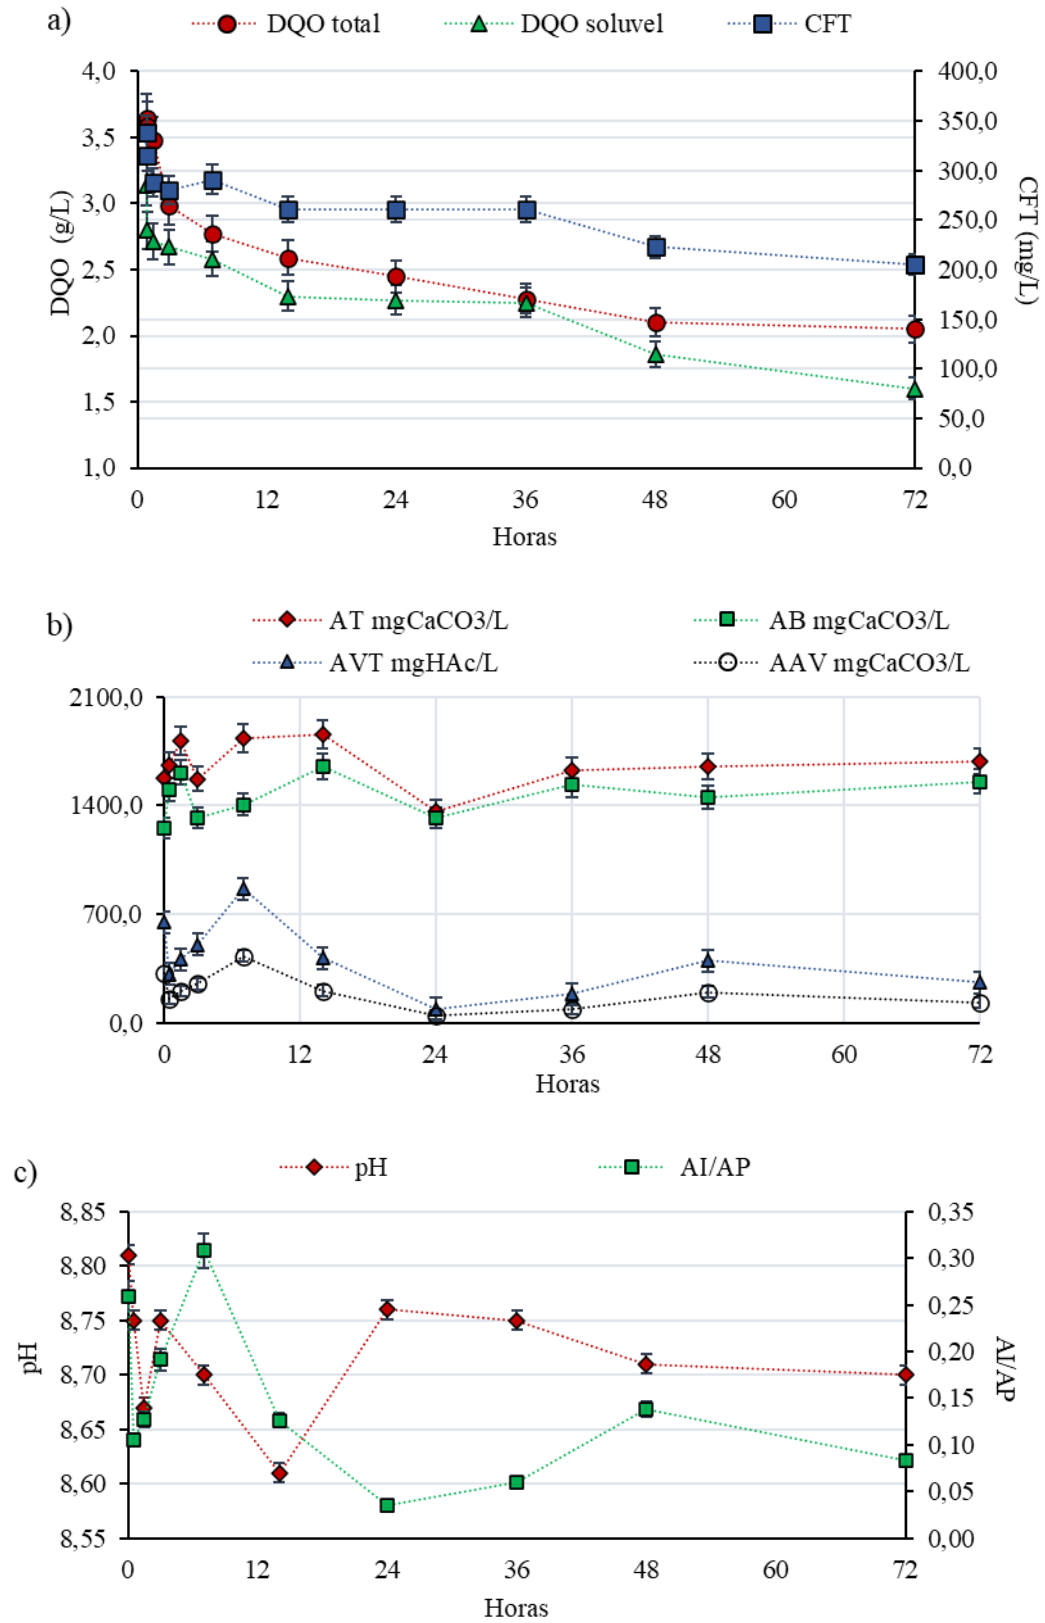 a)
DQO total DQO soluvel CFT
4,0 400,0
3,5 350,0
3,0 300,0
2,5 250,0
2,0 200,0
1,5 150,0
1,0 100,0
50,0
0,0
DQO (g/L)
CFT (mg/L)
0 12 24 36 48 60 72
Horas
b)
AT mgCaCO3/L AB mgCaCO3/L
AVT mgHAc/L AAV mgCaCO3/L
2100,0
1400,0
700,0
0,0
0 12 24 36 48 60 72
Horas
c)
pH AI/AP
8,85 0,35
8,80 0,30
8,75 0,25
8,70 0,20
8,65 0,15
8,60 0,10
8,55 0,05
0,00
pH
AI/AP
0 12 24 36 48 60 72
Horas